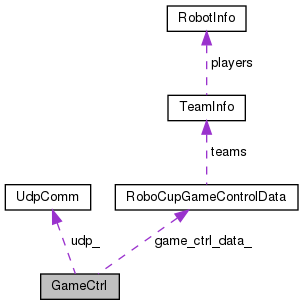 RobotInfo
players
TeamInfo
teams
UdpComm
RoboCupGameControlData
udp_
game_ctrl_data_
GameCtrl